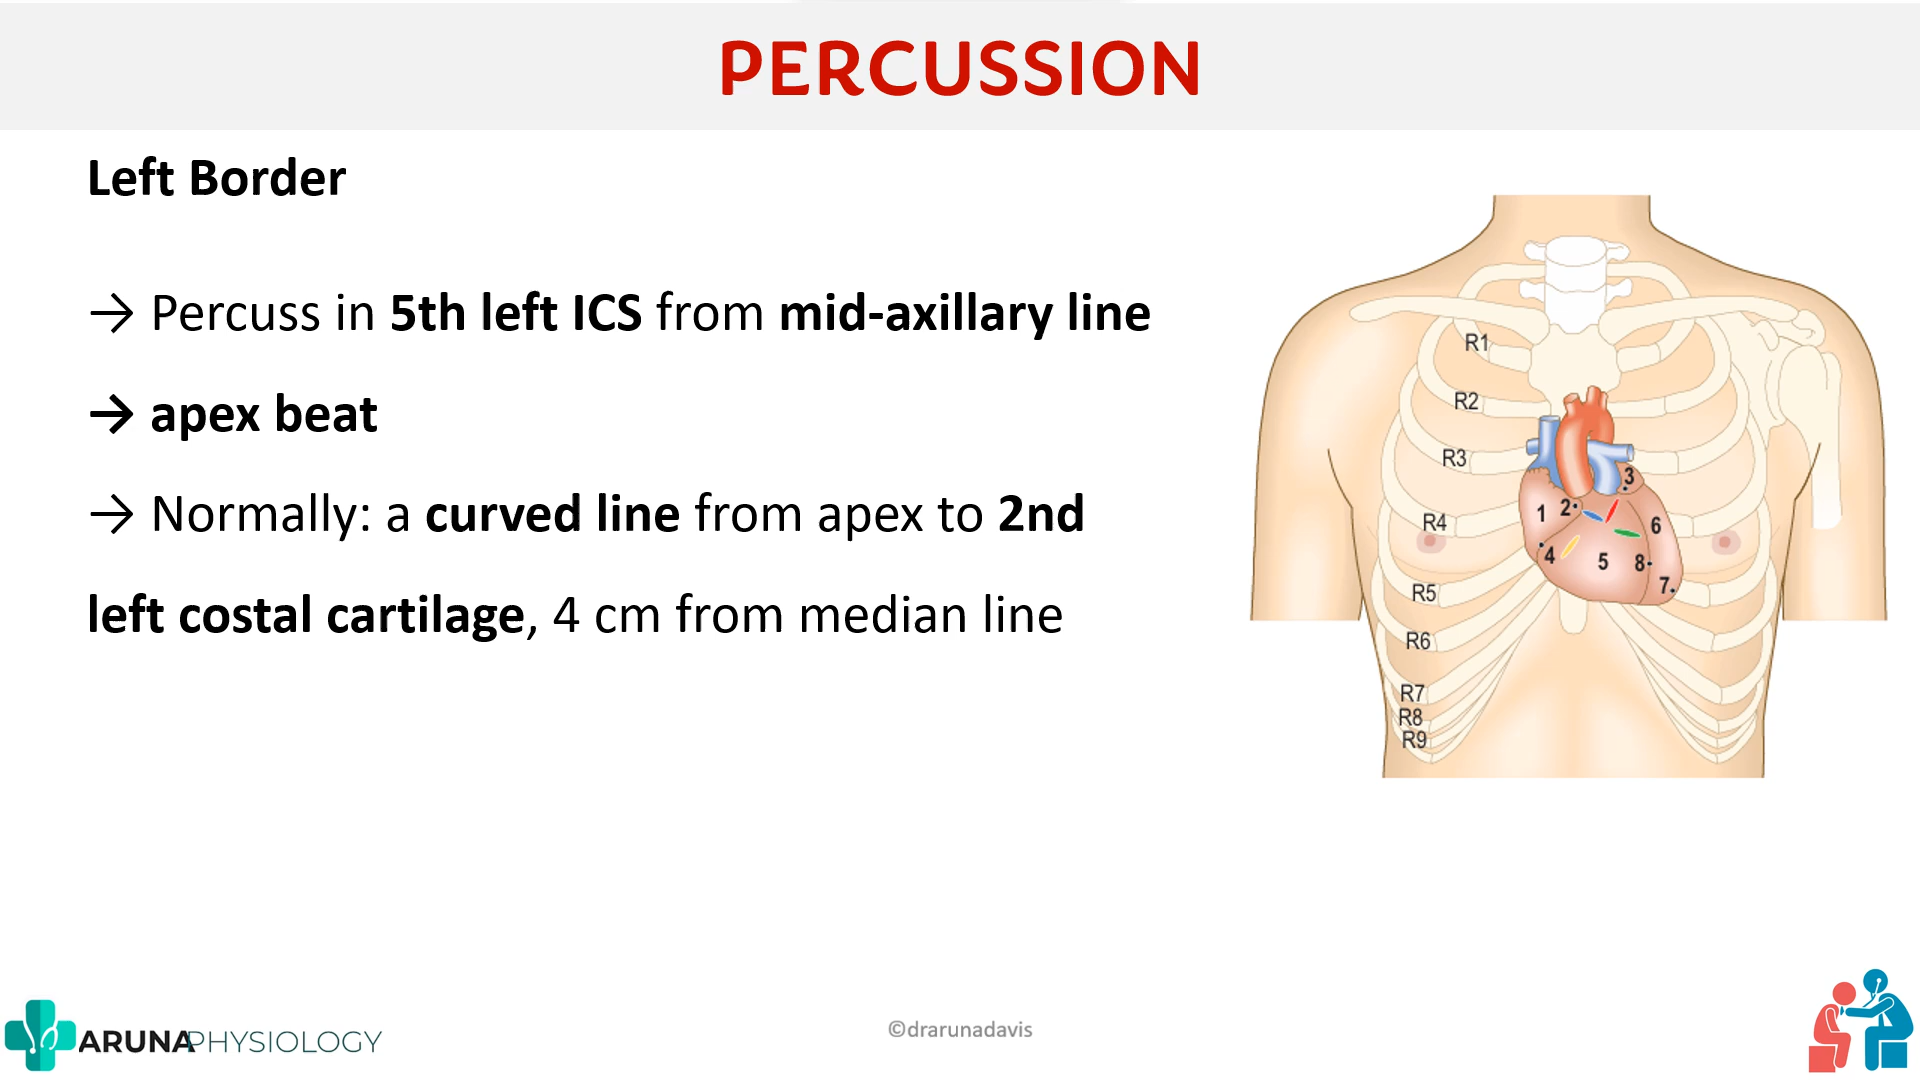 PERCUSSION
Left Border
→ Percuss in 5th left ICS from mid-axillary line
→ apex beat
→ Normally: a curved line from apex to 2nd
left costal cartilage, 4 cm from median line
R1
R2
R3
R4
R5
R6
R7
R8
R9
3
1 2
6
4 5 8
7
ARUNAPHYSIOLOGY
©drarunadavis